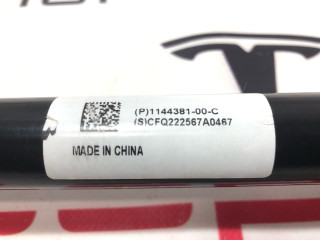 (P)1144381-00-C
(S)CFQ222567A0467
MADE IN CHINA